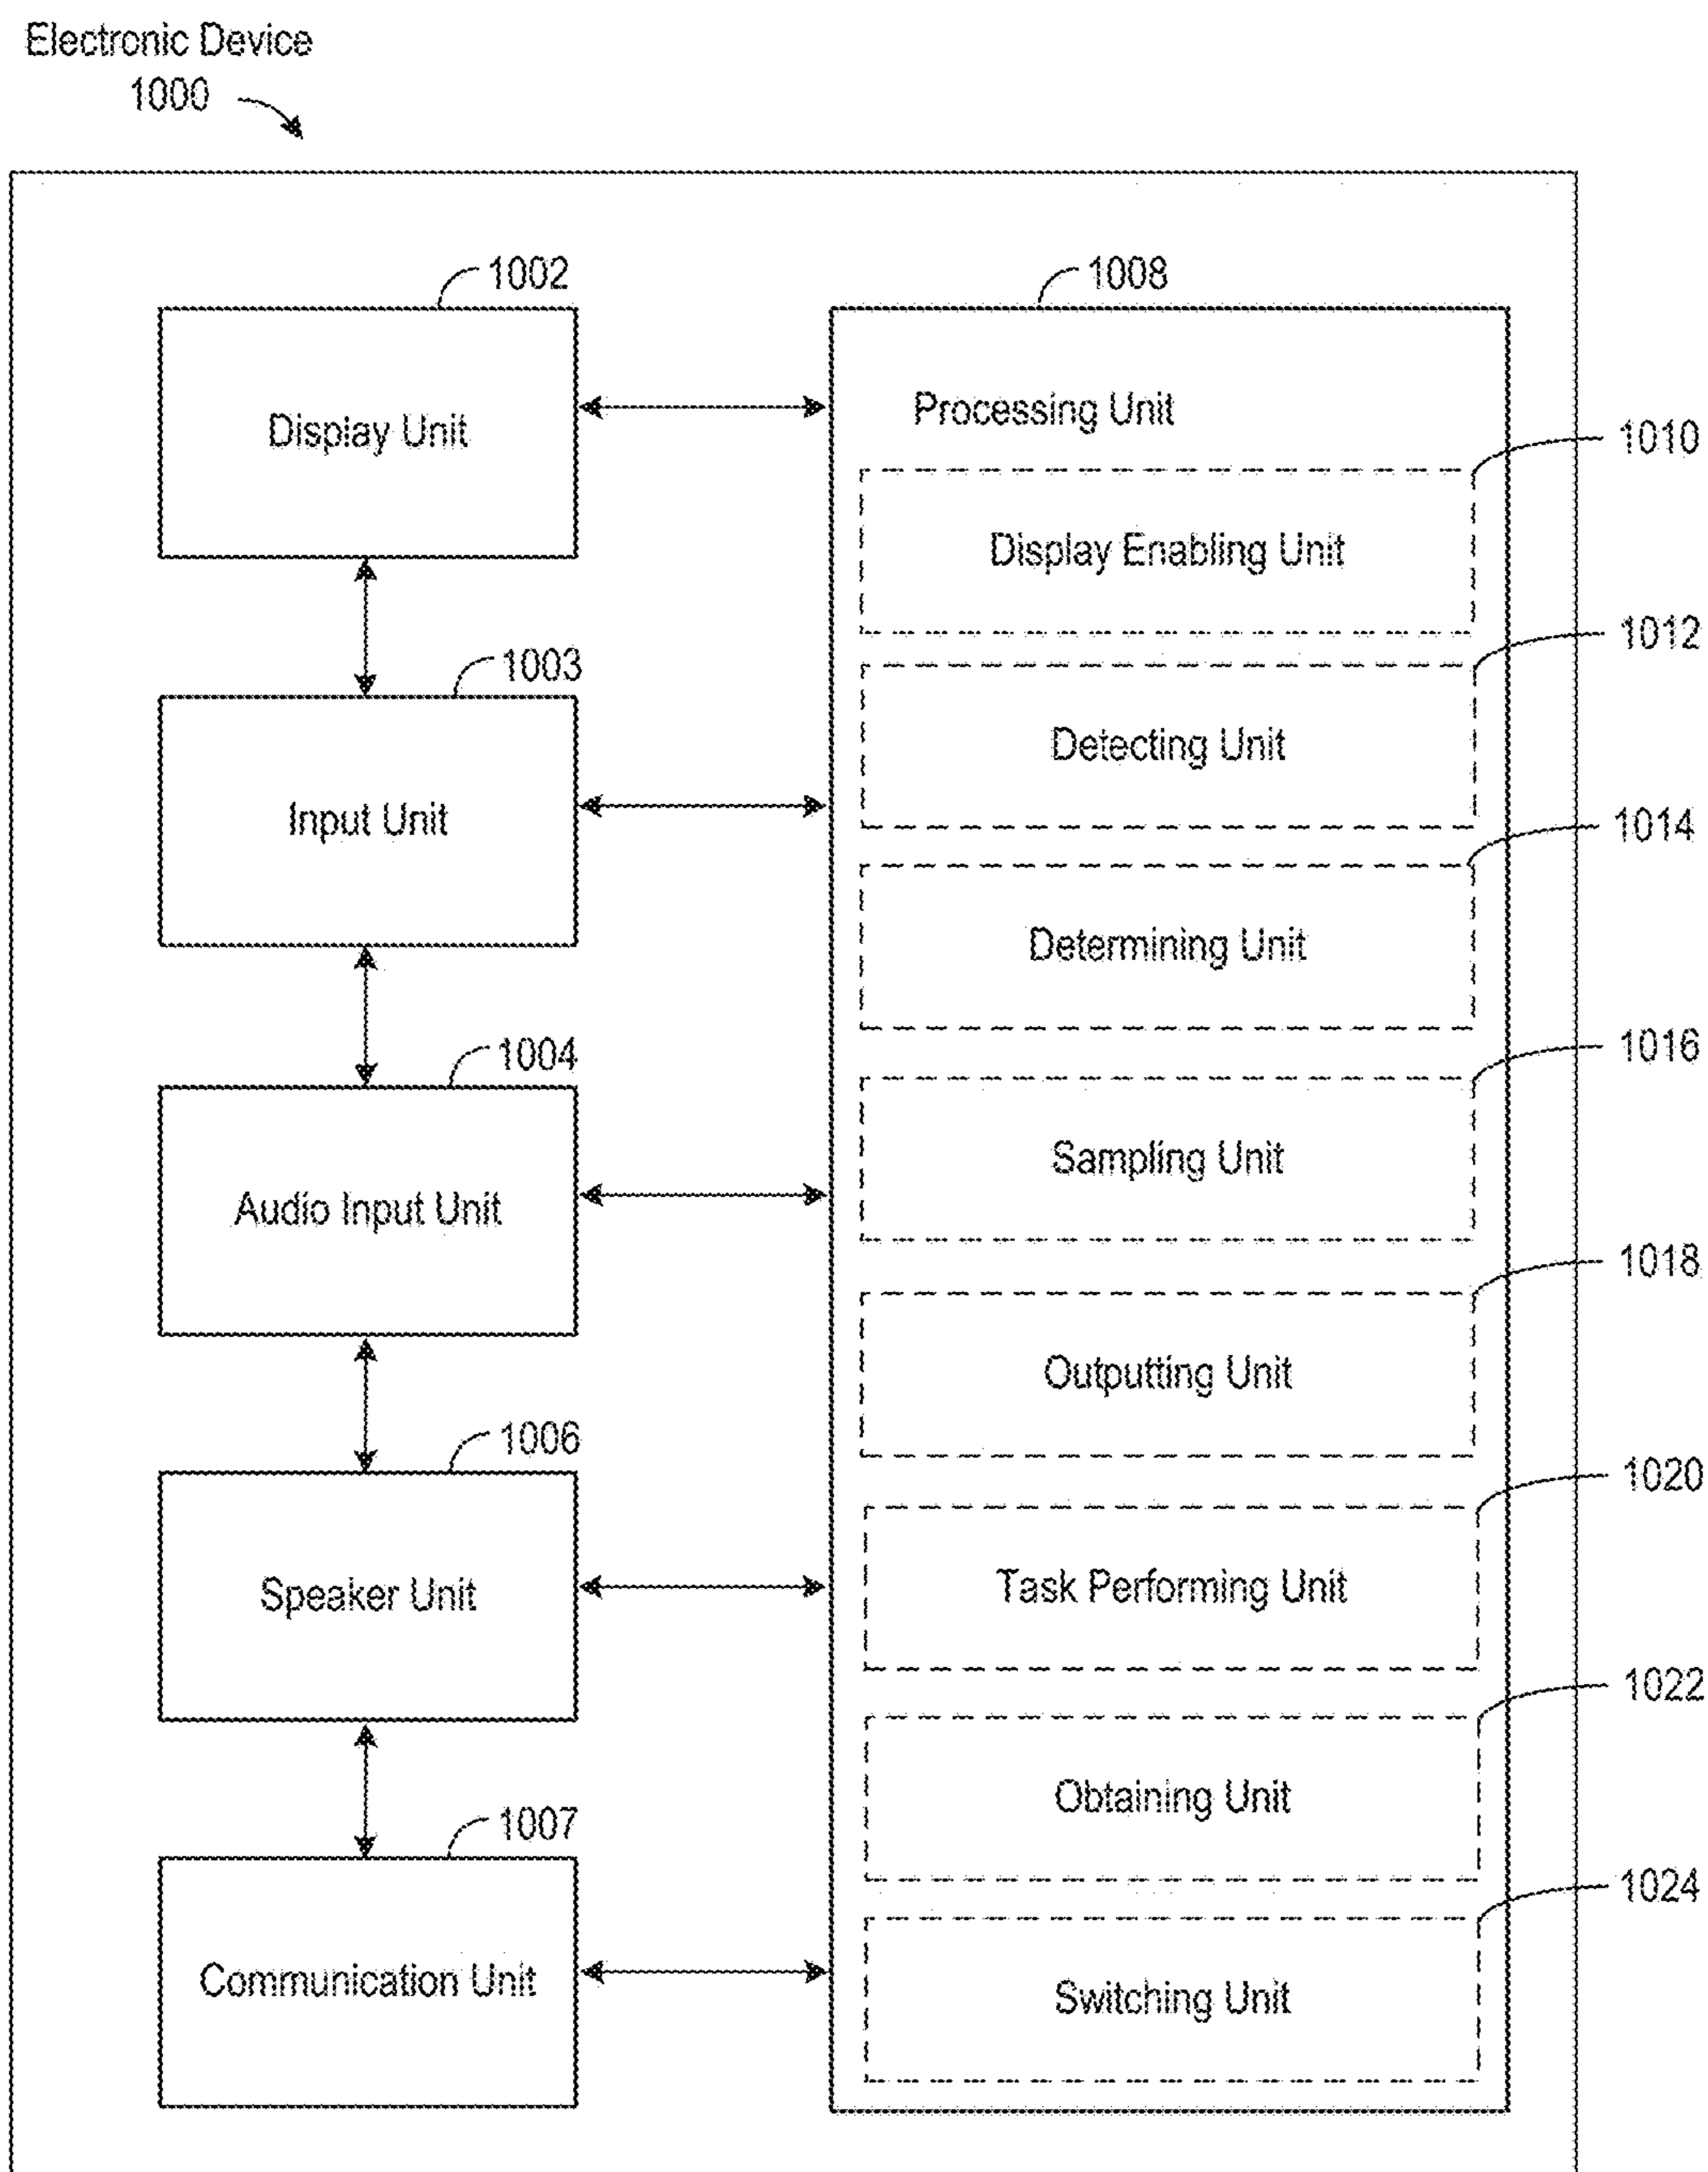 Electronic Device
1000
1002
Display Unit
1003
Input Unit
1004
Audio Input Unit
1006
Speaker Unit
1007
Communication Unit
1008
Processing Unit
1010
Display Enabling Unit
1012
Detecting Unit
1014
Determining Unit
1016
Sampling Unit
1018
Outputting Unit
1020
Task Performing Unit
1022
Obtaining Unit
1024
Switching Unit